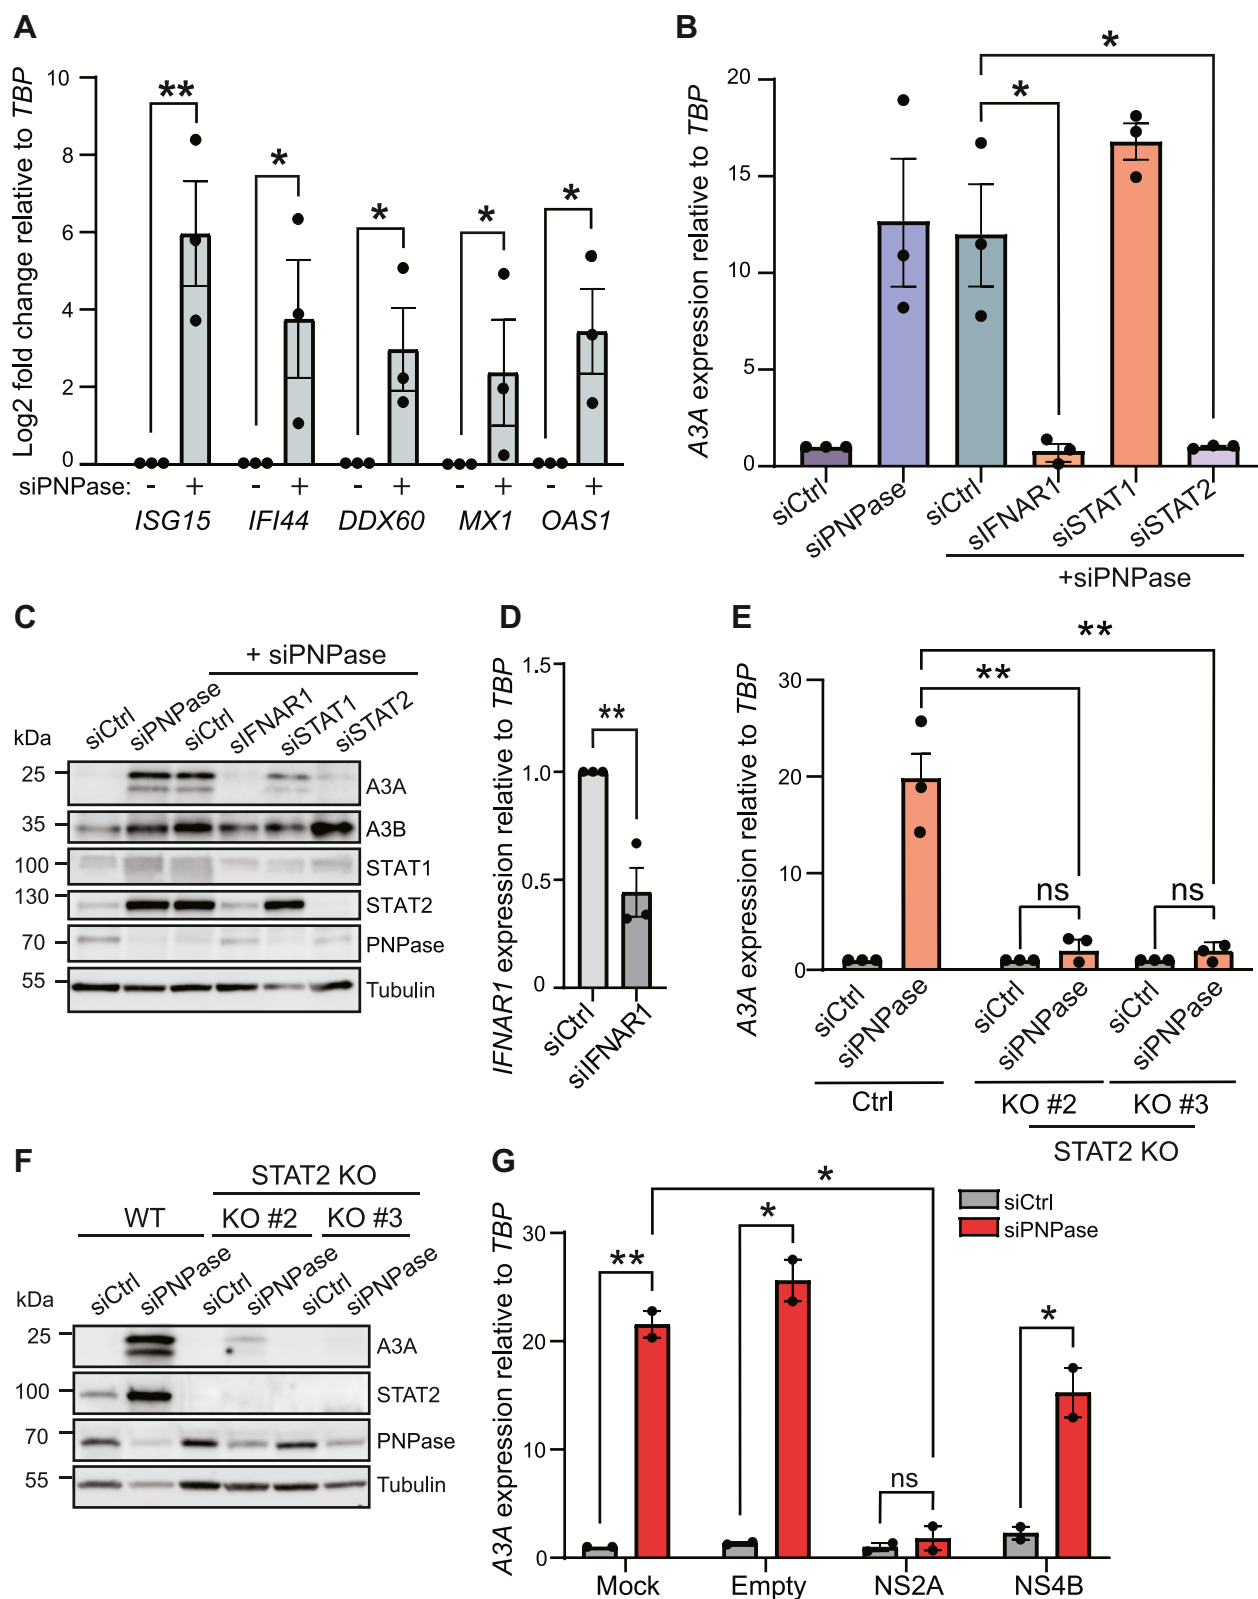 A
Log2 fold change relative to TBP
10
8
6
4
2
0
** * * * *
siPNPase: - + - + - + - + - +
ISG15 IFI44 DDX60 MX1 OAS1
B
A3A expression relative to TBP
20
15
10
5
0
*
*
siCtrl siPNPase siCtrl siIFNAR1 siSTAT1 siSTAT2
+siPNPase
C
+ siPNPase
kDa
siCtrl siPNPase siCtrl siIFNAR1 siSTAT1 siSTAT2
25 A3A
35 A3B
100 STAT1
130 STAT2
70 PNPase
55 Tubulin
D
IFNAR1 expression relative to TBP
1.5
1.0
0.5
0
**
siCtrl siIFNAR1
E
A3A expression relative to TBP
30
20
10
0
**
**
ns ns
siCtrl siPNPase siCtrl siPNPase siCtrl siPNPase
Ctrl KO #2 KO #3
STAT2 KO
F
STAT2 KO
WT KO #2 KO #3
kDa
siCtrl siPNPase siCtrl siPNPase siCtrl siPNPase
25 A3A
100 STAT2
70 PNPase
55 Tubulin
G
A3A expression relative to TBP
30
20
10
0
*
** * ns *
siCtrl
siPNPase
Mock Empty NS2A NS4B